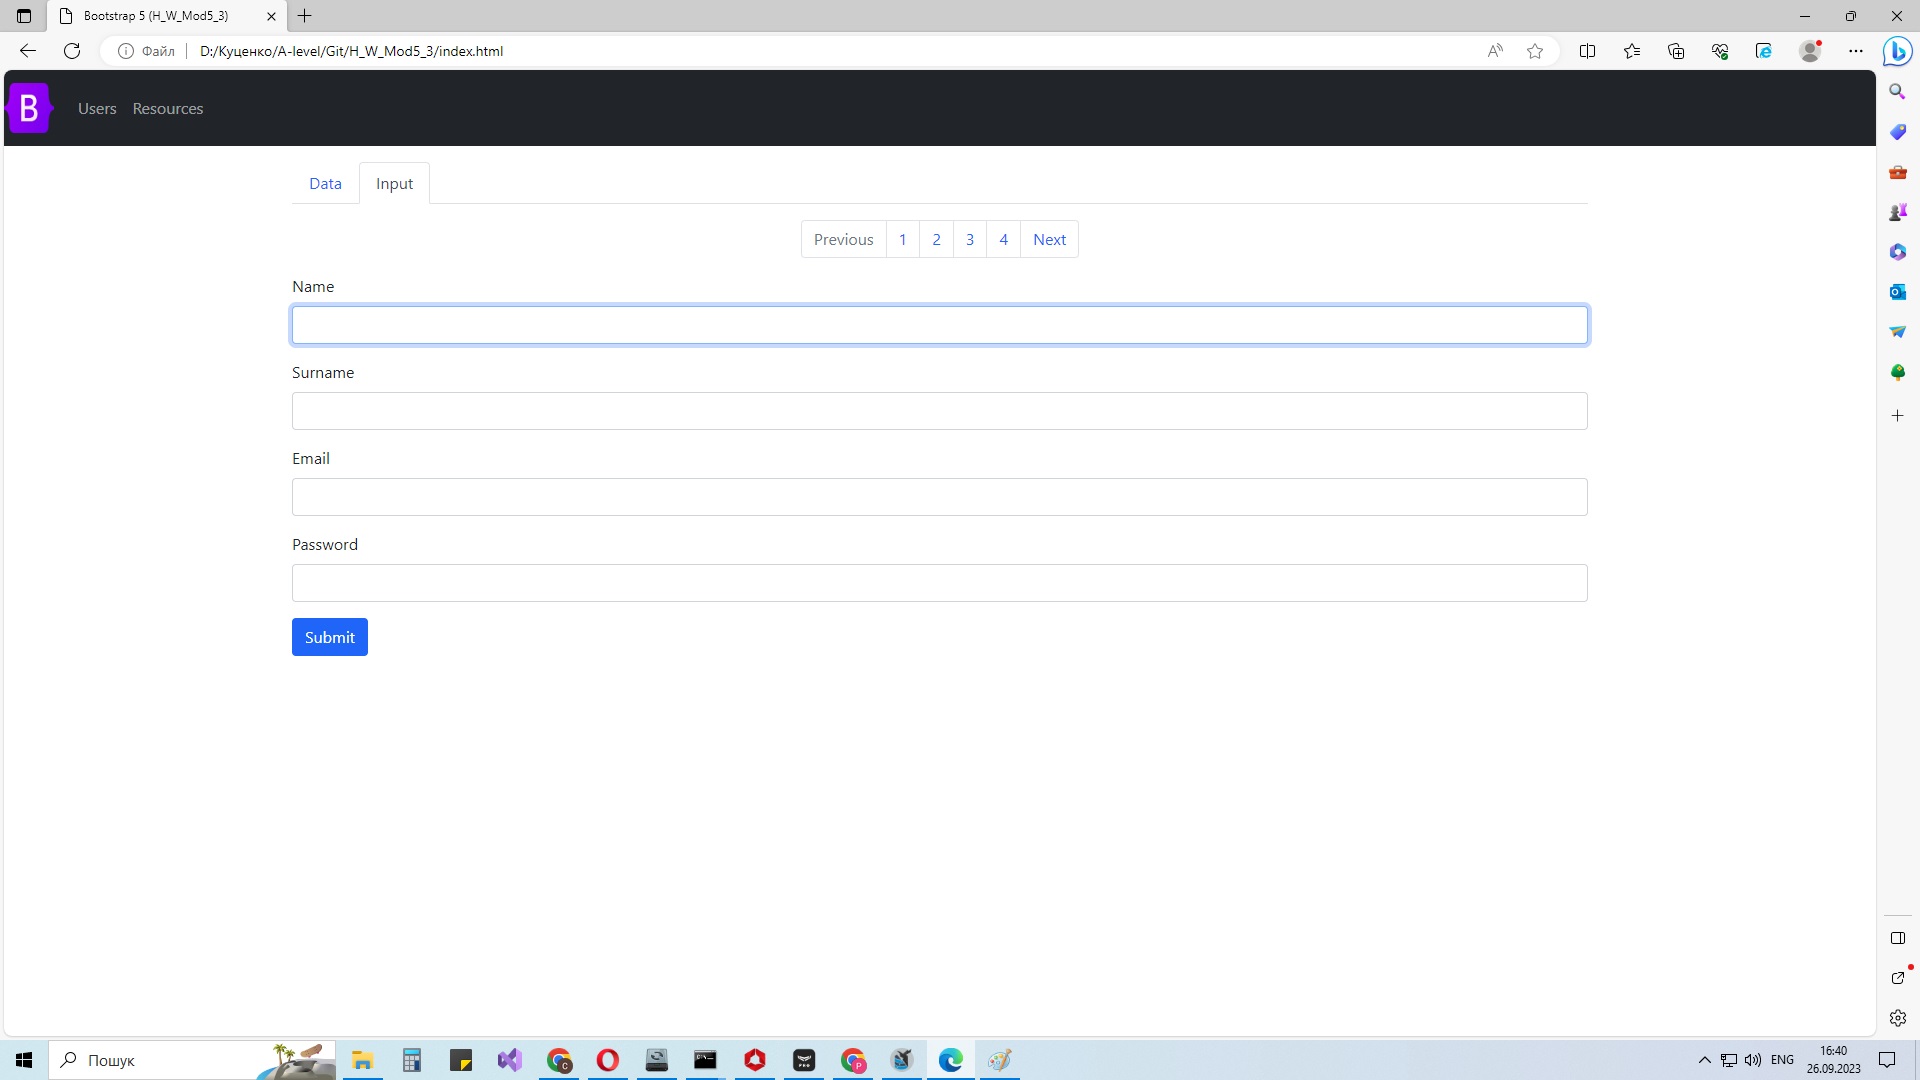 Bootstrap 5 (H_W_Mod5_3)
Файл D:/Куценко/A-level/Git/H_W_Mod5_3/index.html
B Users Resources
Data Input
Previous 1 2 3 4 Next
Name
Surname
Email
Password
Submit
Пошук
ENG
16:40
26.09.2023